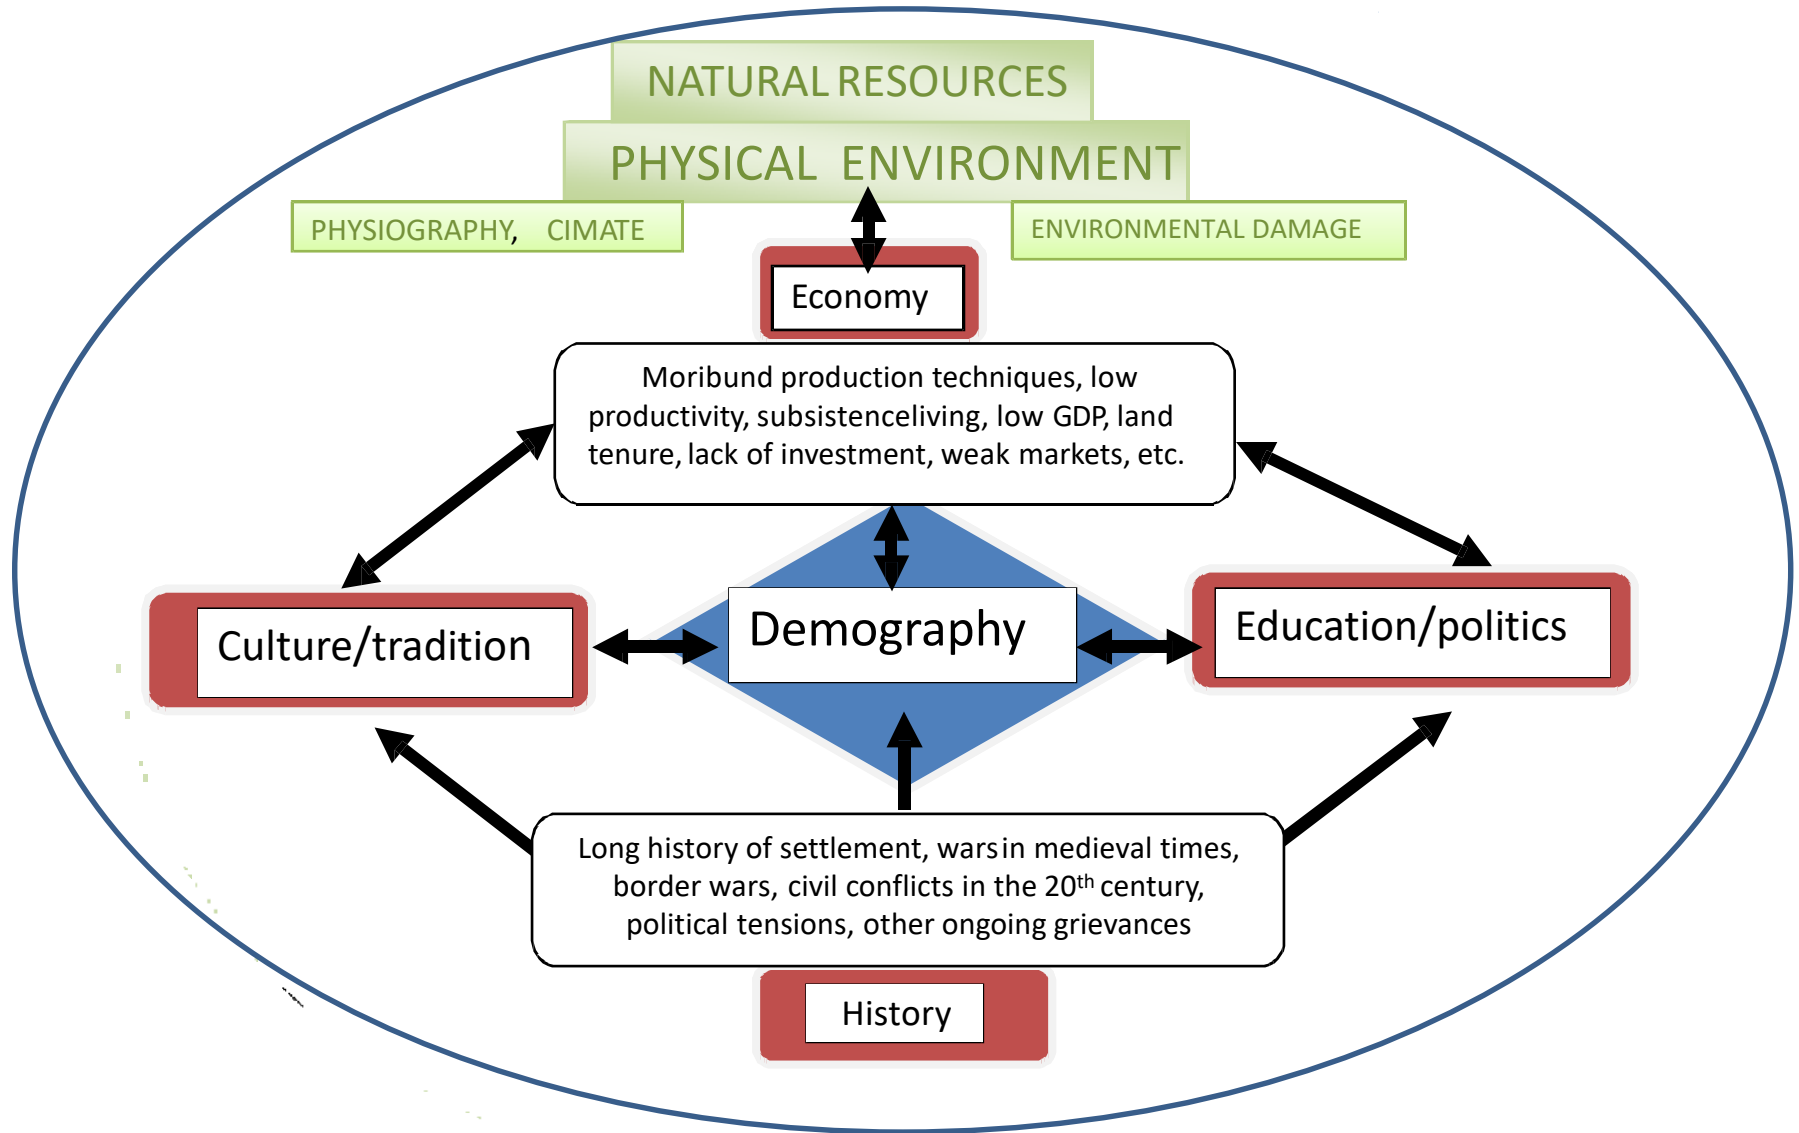 NATURAL RESOURCES
PHYSICAL ENVIRONMENT
PHYSIOGRAPHY, CIMATE
ENVIRONMENTAL DAMAGE
Economy
Moribund production techniques, low
productivity, subsistenceliving, low GDP, land
tenure, lack of investment, weak markets, etc.
Culture/tradition
Demography
Education/politics
Long history of settlement, warsin medieval times,
border wars, civil conflicts in the 20th century,
political tensions, other ongoing grievances
History